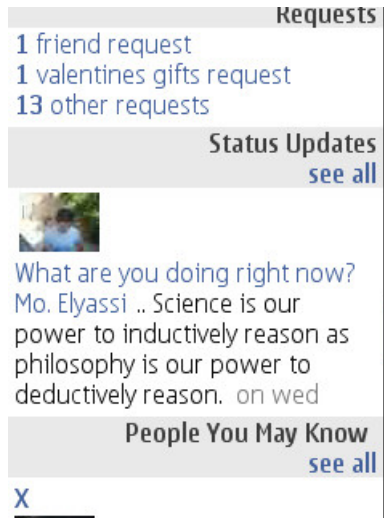 Requests
1 friend request
1 valentines gifts request
13 other requests
Status Updates
see all
What are you doing right now?
Mo. Elyassi .. Science is our
power to inductively reason as
philosophy is our power to
deductively reason. on wed
People You May Know
see all
X